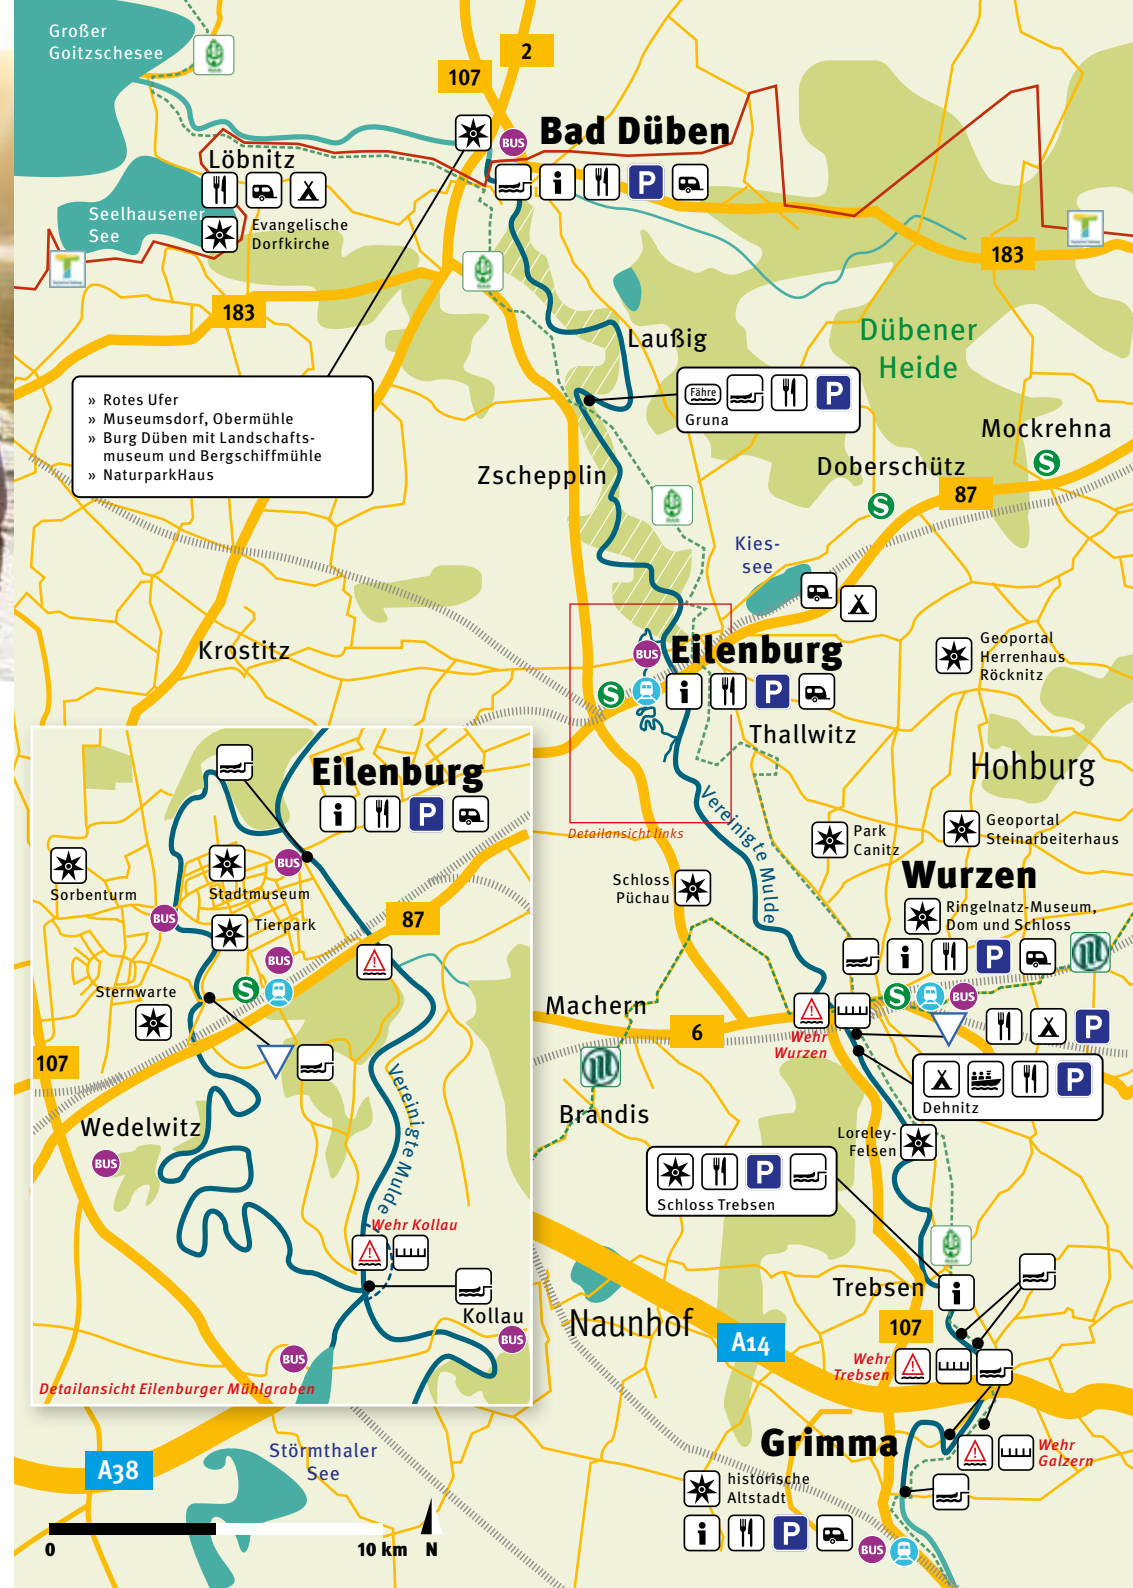 Großer
Goitzschesee
2
107
BUS
Bad Düben
Löbnitz
i
P
Seelhausener
See
Evangelische
Dorfkirche
T
T
183
183
Laußig
Dübener
Heide
» Rotes Ufer
» Museumsdorf, Obermühle
» Burg Düben mit Landschafts-
museum und Bergschiffmühle
» NaturparkHaus
Fähre
P
Gruna
Mockrehna
S
Zschepplin
Doberschütz
87
S
Kies-
see
Krostitz
BUS
Eilenburg
S
i
P
Geoportal
Herrenhaus
Röcknitz
Thallwitz
Hohburg
Vereinigte Mulde
Detailansicht links
Park
Canitz
Geoportal
Steinarbeiterhaus
Schloss
Püchau
Wurzen
Ringelnatz-Museum,
Dom und Schloss
i
P
S
BUS
Machern
6
Wehr
Wurzen
P
P
Dehnitz
Brandis
Loreley-
Felsen
P
Schloss Trebsen
Trebsen
i
Naunhof
A14
107
Wehr
Trebsen
Grimma
Wehr
Galzern
historische
Altstadt
i
P
BUS
Eilenburg
i
P
Sorbenturm
Stadtmuseum
BUS
BUS
Tierpark
87
BUS
Sternwarte
S
107
Vereinigte Mulde
Wedelwitz
BUS
Wehr Kollau
Kollau
BUS
BUS
Detailansicht Eilenburger Mühlgraben
A38
Störmthaler
See
0
10 km
N